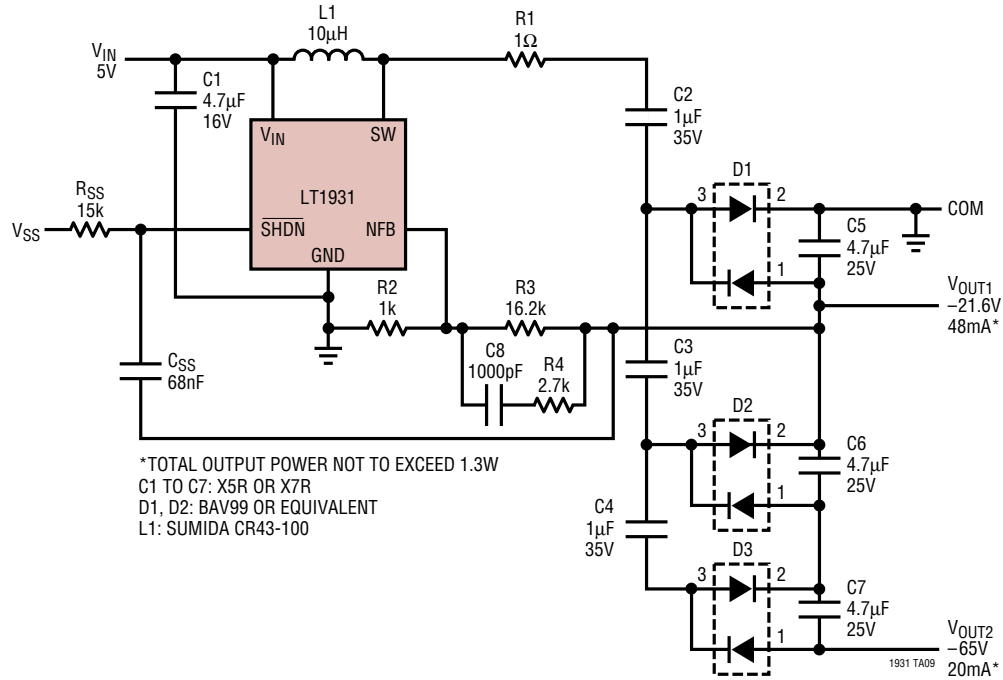 L1
10µH
R1
1Ω
VIN
5V
C1
4.7µF
16V
C2
1µF
35V
VIN
SW
D1
RSS
15k
LT1931
3
2
COM
VSS
SHDN
NFB
C5
4.7µF
25V
GND
1
R2
1k
R3
16.2k
VOUT1
–21.6V
48mA*
C8
1000pF
R4
2.7k
C3
1µF
35V
CSS
68nF
D2
3
2
C6
4.7µF
25V
1
*TOTAL OUTPUT POWER NOT TO EXCEED 1.3W
C1 TO C7: X5R OR X7R
D1, D2: BAV99 OR EQUIVALENT
L1: SUMIDA CR43-100
C4
1µF
35V
D3
3
2
C7
4.7µF
25V
1
VOUT2
–65V
20mA*
1931 TA09